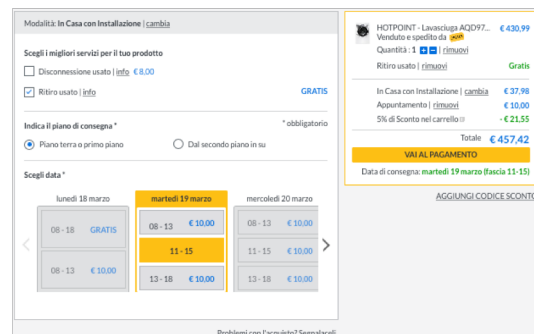 Modalità: In Casa con Installazione | cambia
Scegli i migliori servizi per il tuo prodotto
Disconnessione usato | info € 8,00
Ritiro usato | info GRATIS
Indica il piano di consegna * * obbligatorio
Piano terra o primo piano Dal secondo piano in su
Scegli data *
lunedì 18 marzo martedì 19 marzo mercoledì 20 marzo
08 - 18 GRATIS 08 - 13 € 10,00 08 - 13 € 10,00
11 - 15 11 - 15 € 10,00
08 - 13 € 10,00 13 - 18 € 10,00 13 - 18 € 10,00
HOTPOINT - Lavasciuga AQD97... € 430,99
Venduto e spedito da
Quantità : 1 + - | rimuovi
Ritiro usato | rimuovi Gratis
In Casa con Installazione | cambia € 37,98
Appuntamento | rimuovi € 10,00
5% di Sconto nel carrello - € 21,55
Totale € 457,42
VAI AL PAGAMENTO
Data di consegna: martedì 19 marzo (fascia 11-15)
AGGIUNGI CODICE SCONTO
Problemi con l'acquisto? Segnalaceli